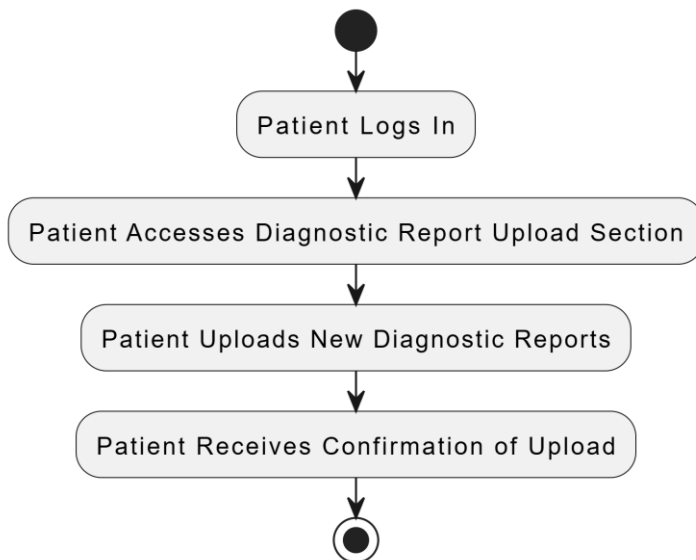 Patient Logs In
Patient Accesses Diagnostic Report Upload Section
Patient Uploads New Diagnostic Reports
Patient Receives Confirmation of Upload